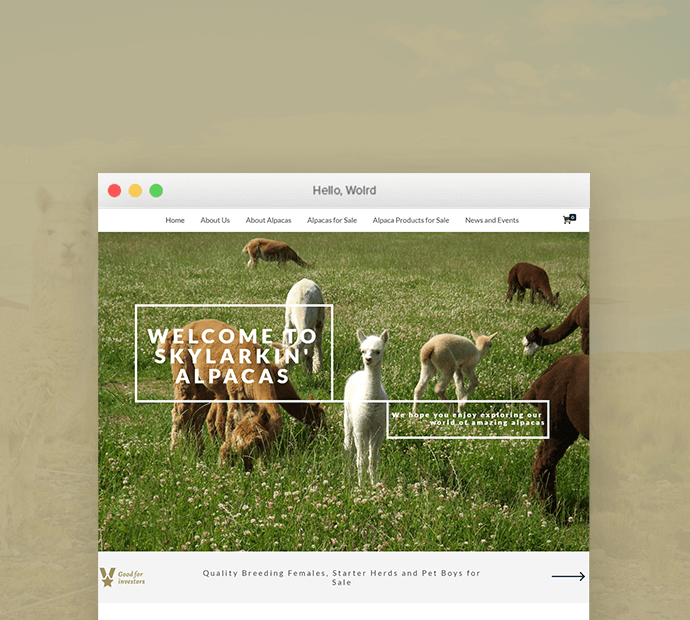 Hello, Wolrd
Home About Us About Alpacas Alpacas for Sale Alpaca Products for Sale News and Events
0
WELCOME TO
SKYLARKIN'
ALPACAS
We hope you enjoy exploring our
world of amazing alpacas
Good for
investors
Quality Breeding Females, Starter Herds and Pet Boys for
Sale